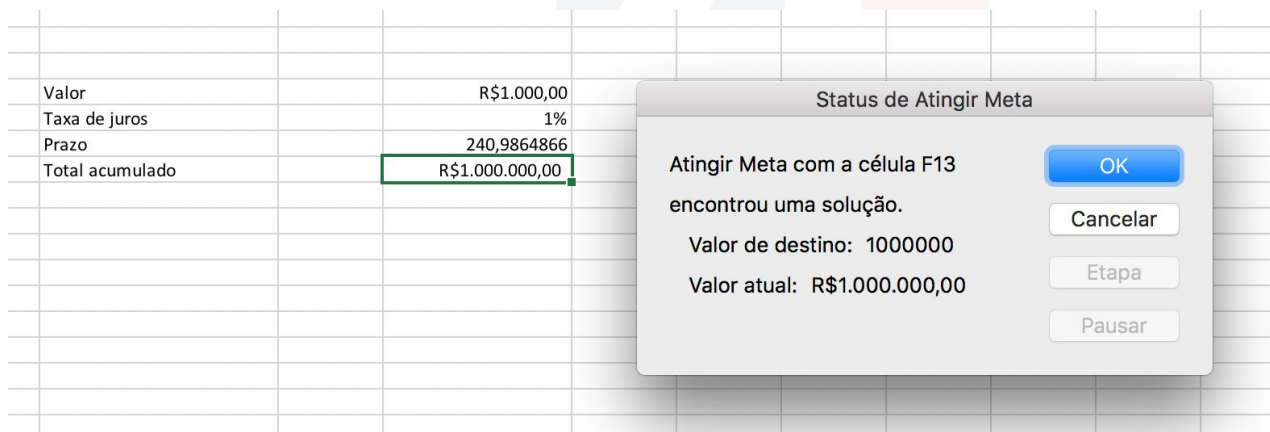 Valor R$1.000,00
Taxa de juros 1%
Prazo 240,9864866
Total acumulado R$1.000.000,00
Status de Atingir Meta
Atingir Meta com a célula F13
encontrou uma solução.
Valor de destino: 1000000
Valor atual: R$1.000.000,00
OK
Cancelar
Etapa
Pausar